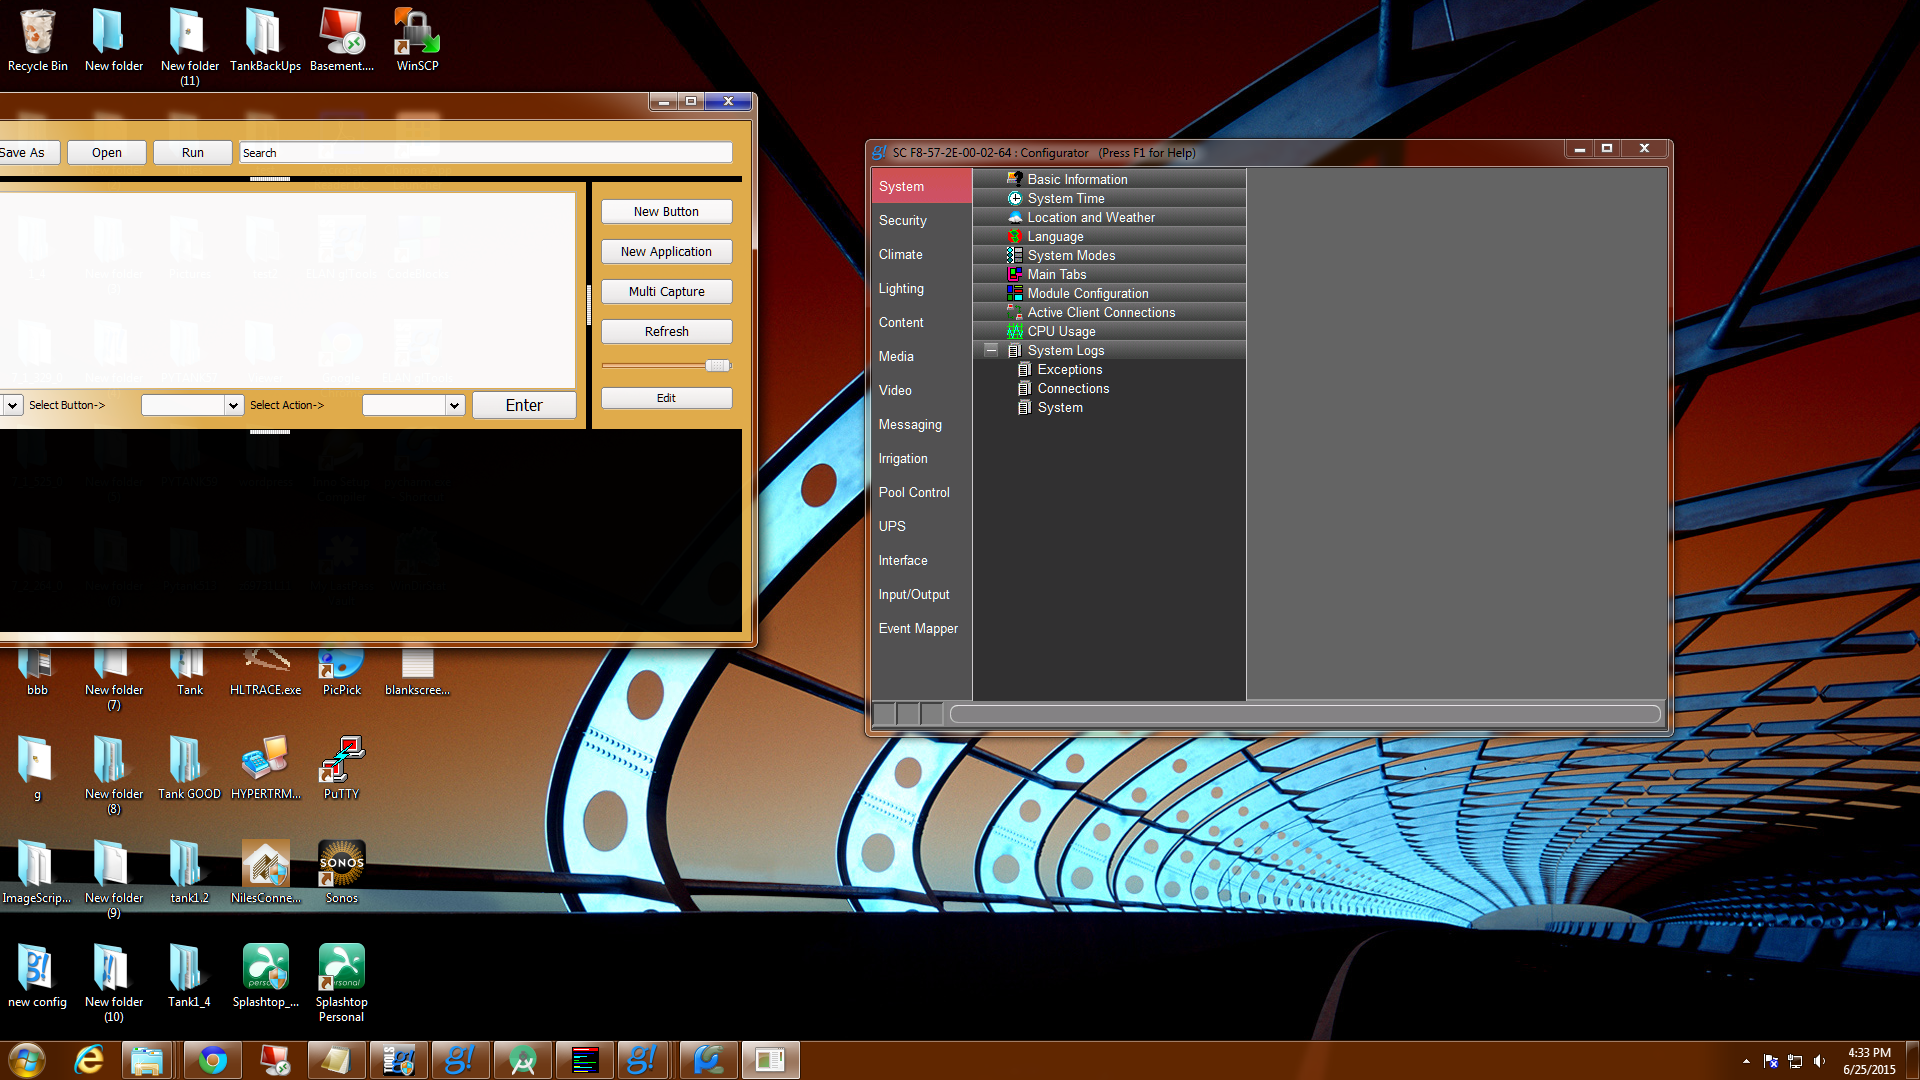 Recycle Bin
New folder
New folder (11)
TankBackUps
Basement....
WinSCP
Save As
Open
Run
Search
New Button
New Application
Multi Capture
Refresh
Edit
Select Button->
Select Action->
Enter
g! SC F8-57-2E-00-02-64 : Configurator (Press F1 for Help)
System
Security
Climate
Lighting
Content
Media
Video
Messaging
Irrigation
Pool Control
UPS
Interface
Input/Output
Event Mapper
Basic Information
System Time
Location and Weather
Language
System Modes
Main Tabs
Module Configuration
Active Client Connections
CPU Usage
System Logs
Exceptions
Connections
System
bbb
New folder (7)
Tank
HLTRACE.exe
PicPick
blankscree...
g
New folder (8)
Tank GOOD
HYPERTRM...
PuTTY
ImageScrip...
New folder (9)
tank1.2
NilesConne...
SONOS
Sonos
g!
new config
New folder (10)
Tank1_4
Splashtop_...
Splashtop Personal
TOOLS g!
g!
g!
4:33 PM
6/25/2015